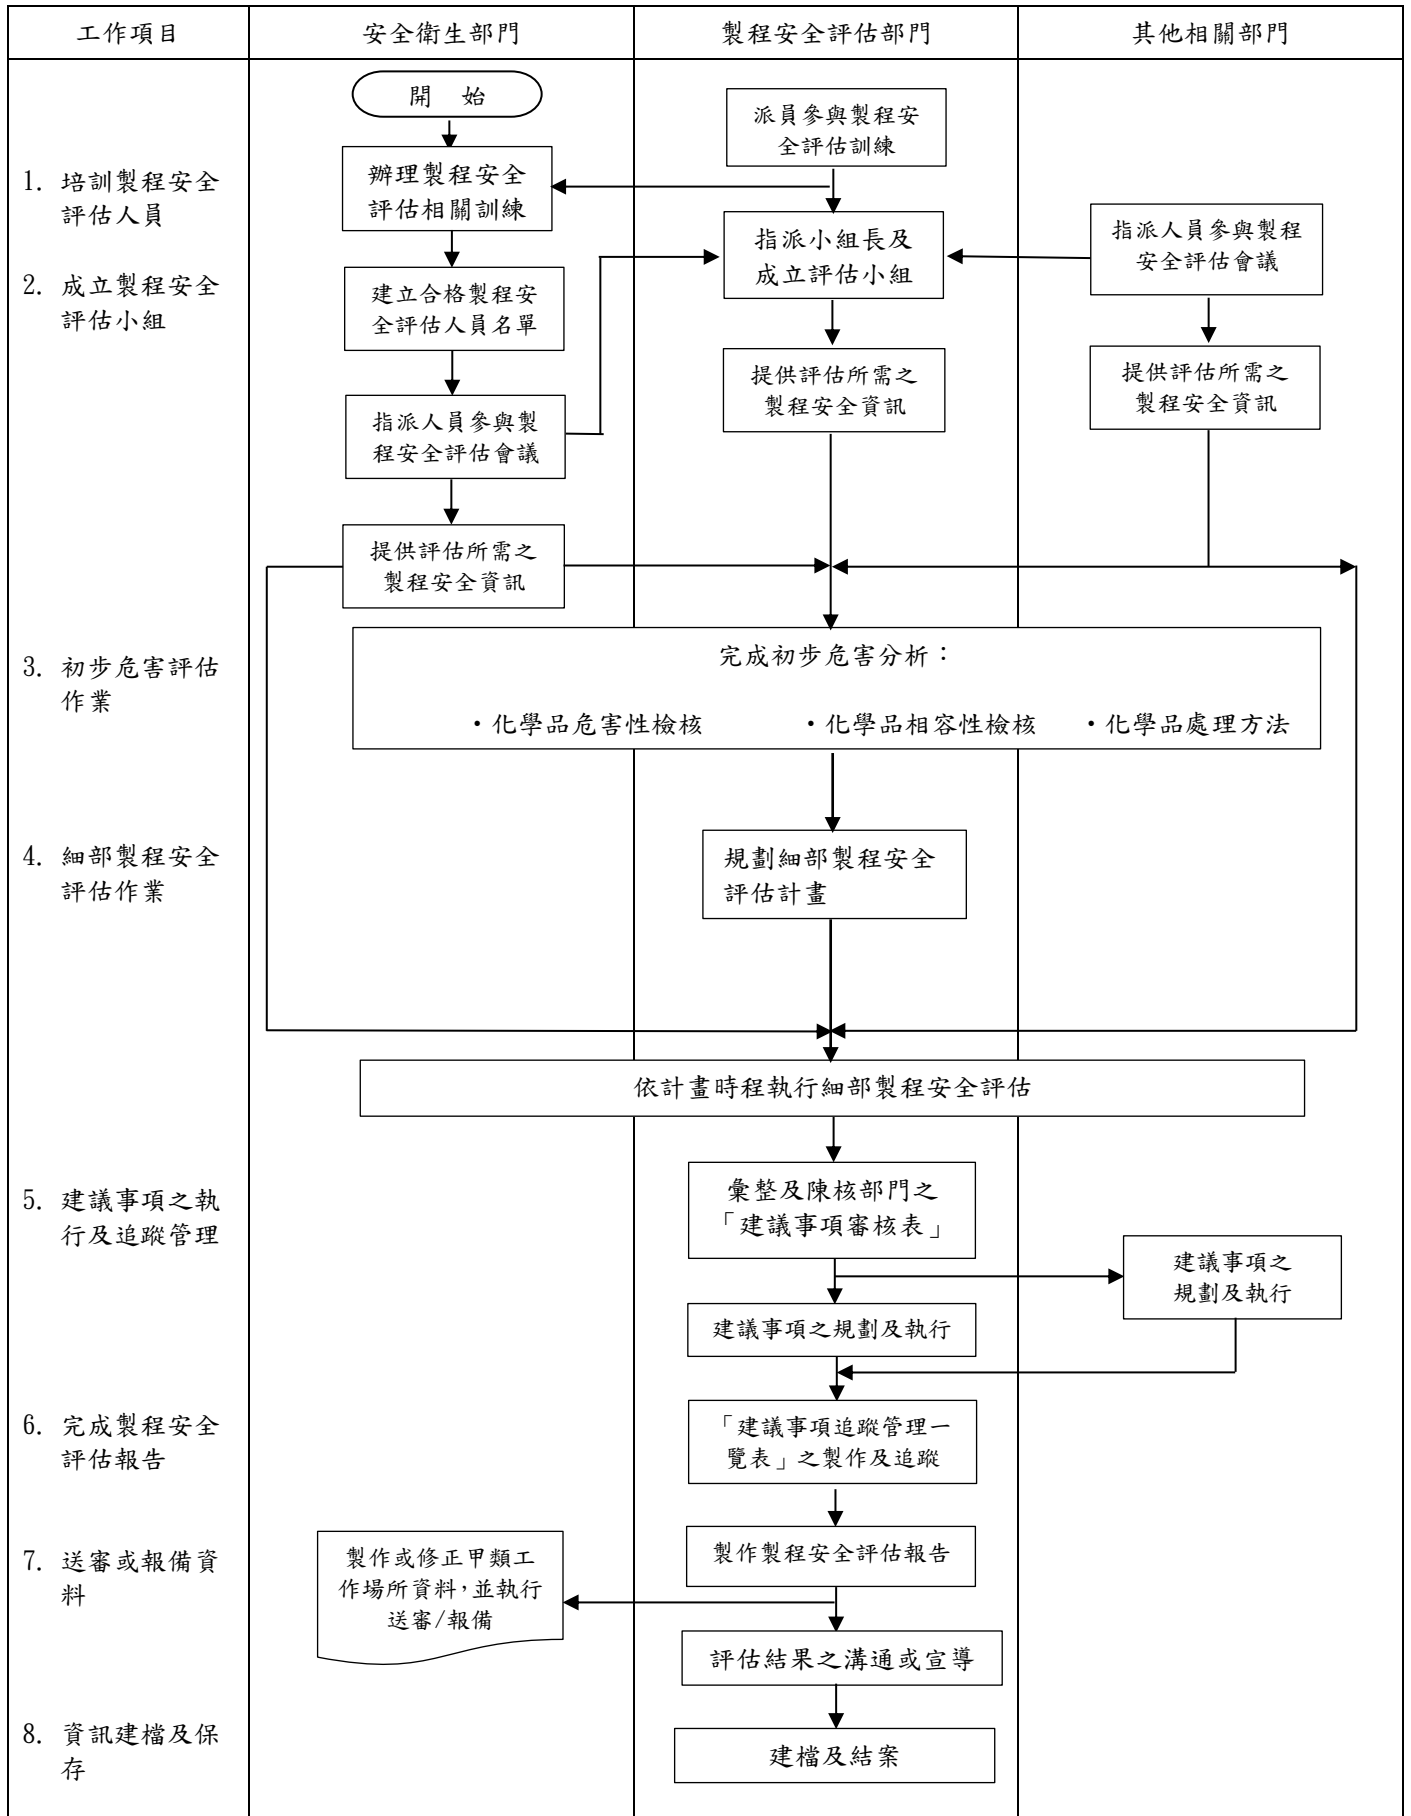 工作項目
安全衛生部門
製程安全評估部門
其他相關部門
1. 培訓製程安全
評估人員
2. 成立製程安全
評估小組
3. 初步危害評估
作業
4. 細部製程安全
評估作業
5. 建議事項之執
行及追蹤管理
6. 完成製程安全
評估報告
7. 送審或報備資
料
8. 資訊建檔及保
存
開 始
辦理製程安全
評估相關訓練
建立合格製程安
全評估人員名單
指派人員參與製
程安全評估會議
提供評估所需之
製程安全資訊
派員參與製程安
全評估訓練
指派小組長及
成立評估小組
提供評估所需之
製程安全資訊
指派人員參與製程
安全評估會議
提供評估所需之
製程安全資訊
完成初步危害分析：
・化學品危害性檢核 ・化學品相容性檢核 ・化學品處理方法
規劃細部製程安全
評估計畫
依計畫時程執行細部製程安全評估
彙整及陳核部門之
「建議事項審核表」
建議事項之
規劃及執行
建議事項之規劃及執行
「建議事項追蹤管理一
覽表」之製作及追蹤
製作製程安全評估報告
製作或修正甲類工
作場所資料，並執行
送審/報備
評估結果之溝通或宣導
建檔及結案